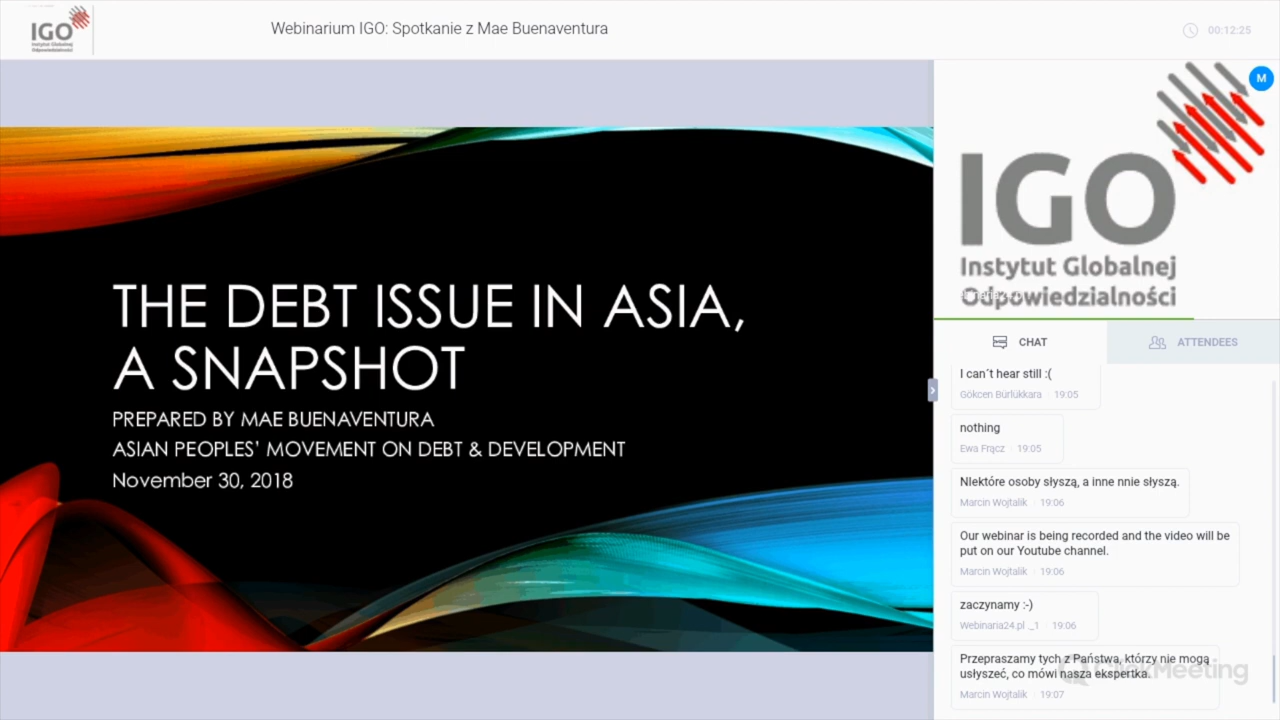 IGO
Instytut Globalnej
Odpowiedzialności
Webinarium IGO: Spotkanie z Mae Buenaventura
00:12:25
THE DEBT ISSUE IN ASIA,
A SNAPSHOT
PREPARED BY MAE BUENAVENTURA
ASIAN PEOPLES’ MOVEMENT ON DEBT & DEVELOPMENT
November 30, 2018
M
IGO
Instytut Globalnej
Odpowiedzialności
CHAT
ATTENDEES
I can´t hear still :(
Gökcen Bürlükkara 19:05
nothing
Ewa Frącz 19:05
NIektóre osoby słyszą, a inne nnie słyszą.
Marcin Wojtalik 19:06
Our webinar is being recorded and the video will be
put on our Youtube channel.
Marcin Wojtalik 19:06
zaczynamy :-)
Webinaria24.pl ._1 19:06
Przepraszamy tych z Państwa, którzy nie mogą
usłyszeć, co mówi nasza ekspertka.
Marcin Wojtalik 19:07
ClickMeeting